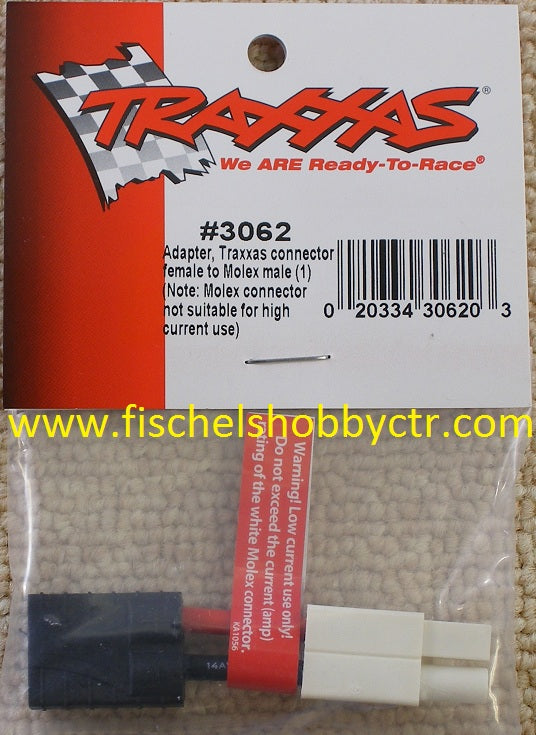 TRAXXAS®
We ARE Ready-To-Race®
#3062
Adapter, Traxxas connector
female to Molex male (1)
(Note: Molex connector
not suitable for high
current use)
0 20334 30620 3
www.fischelshobbyctr.com
Warning! Low current use only!
Do not exceed the current (amp)
of the white Molex connector.
KA1056